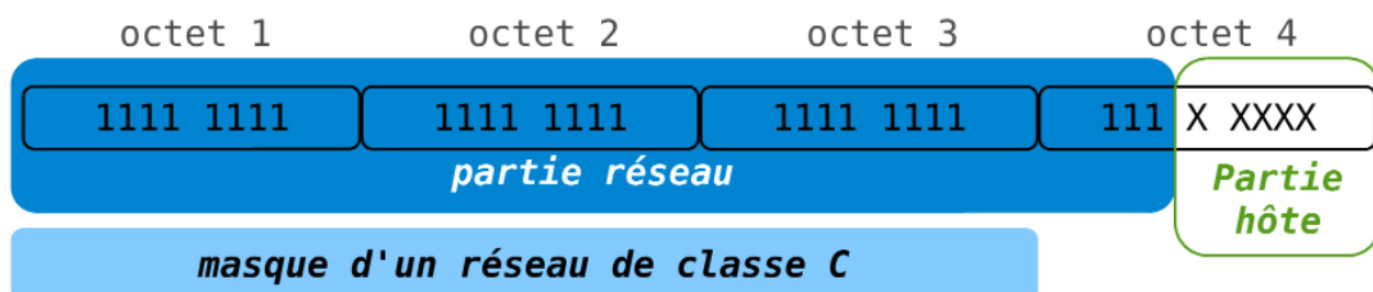 octet 1 octet 2 octet 3 octet 4
1111 1111 1111 1111 1111 1111 111 X XXXX
partie réseau
Partie
hôte
masque d'un réseau de classe C